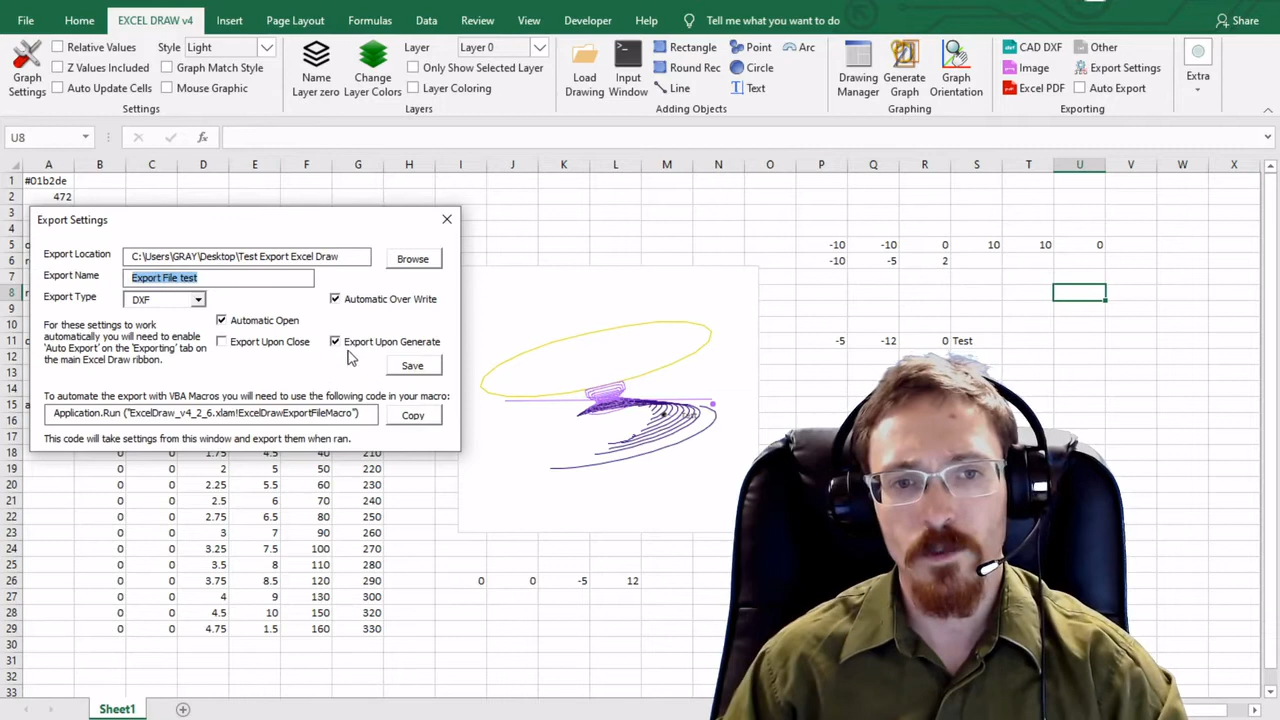 File Home EXCEL DRAW v4 Insert Page Layout Formulas Data Review View Developer Help Tell me what you want to do Share
Graph Settings
Relative Values
Z Values Included
Auto Update Cells
Style Light
Graph Match Style
Mouse Graphic
Settings
Name Layer zero
Change Layer Colors
Layer Layer 0
Only Show Selected Layer
Layer Coloring
Layers
Load Drawing
Input Window
Rectangle
Round Rec
Line
Point
Circle
Text
Arc
Adding Objects
Drawing Manager
Generate Graph
Graph Orientation
Graphing
CAD DXF
Image
Excel PDF
Other
Export Settings
Auto Export
Exporting
Extra
U8
fx
A B C D E F G H I J K L M N O P Q R S T U V W X
1 #01b2de
2 472
3
4
5 -10 -10 0 10 10 0
6 -10 -5 2
7
8
9
10
11 -5 -12 0 Test
12
13
14
15
16
17
Export Settings
Export Location C:\Users\GRAY\Desktop\Test Export Excel Draw Browse
Export Name Export File test
Export Type DXF
Automatic Over Write
Automatic Open
Export Upon Close
Export Upon Generate
For these settings to work
automatically you will need to enable
'Auto Export' on the 'Exporting' tab on
the main Excel Draw ribbon.
Save
To automate the export with VBA Macros you will need to use the following code in your macro:
Application.Run ("ExcelDraw_v4_2_6.xlam!ExcelDrawExportFileMacro") Copy
This code will take settings from this window and export them when ran.
18 0 0 1.75 4.5 40 210
19 0 0 2 5 50 220
20 0 0 2.25 5.5 60 230
21 0 0 2.5 6 70 240
22 0 0 2.75 6.5 80 250
23 0 0 3 7 90 260
24 0 0 3.25 7.5 100 270
25 0 0 3.5 8 110 280
26 0 0 3.75 8.5 120 290 0 0 -5 12
27 0 0 4 9 130 300
28 0 0 4.5 10 150 320
29 0 0 4.75 1.5 160 330
30
31
32
33
Sheet1